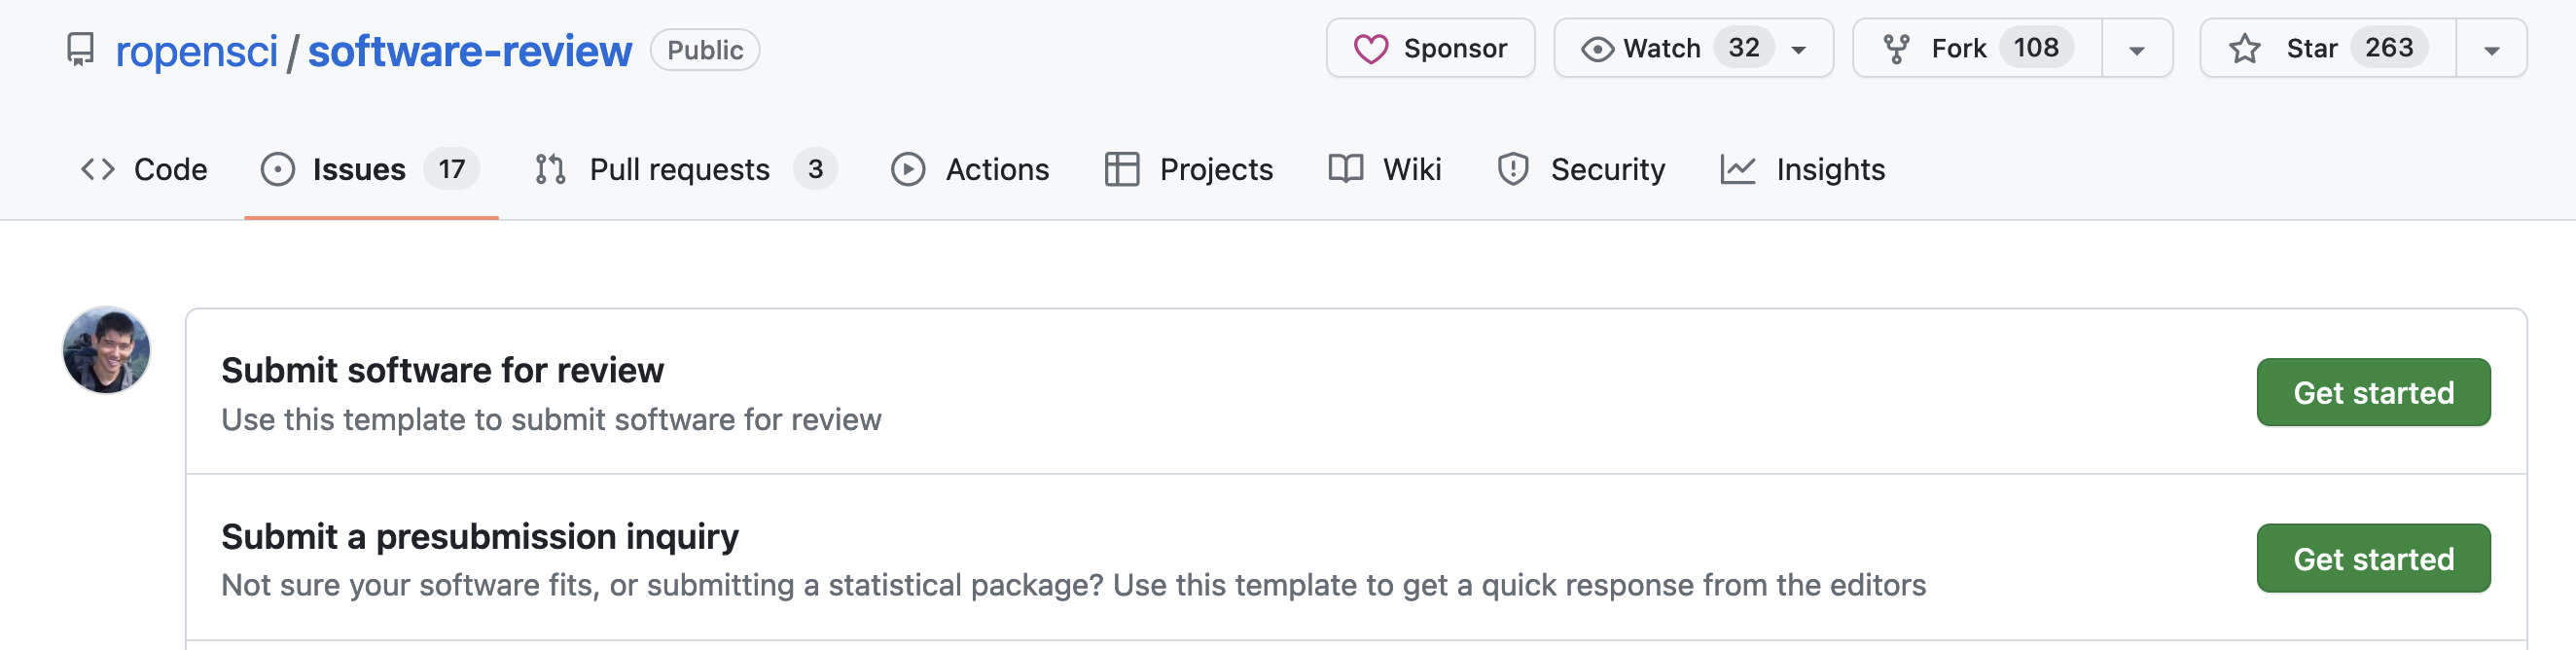 ropensci / software-review Public Sponsor Watch 32 Fork 108 Star 263
Code Issues 17 Pull requests 3 Actions Projects Wiki Security Insights
Submit software for review
Use this template to submit software for review
Get started
Submit a presubmission inquiry
Not sure your software fits, or submitting a statistical package? Use this template to get a quick response from the editors
Get started